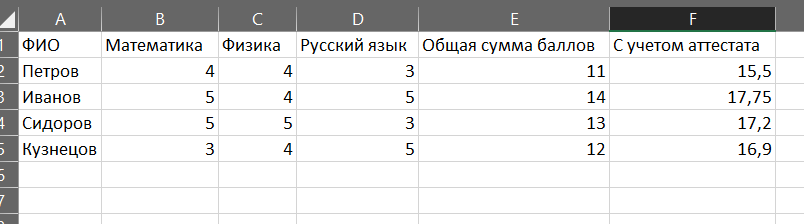 A B C D E F
1 ФИО Математика Физика Русский язык Общая сумма баллов С учетом аттестата
2 Петров 4 4 3 11 15,5
3 Иванов 5 4 5 14 17,75
4 Сидоров 5 5 3 13 17,2
5 Кузнецов 3 4 5 12 16,9
6
7